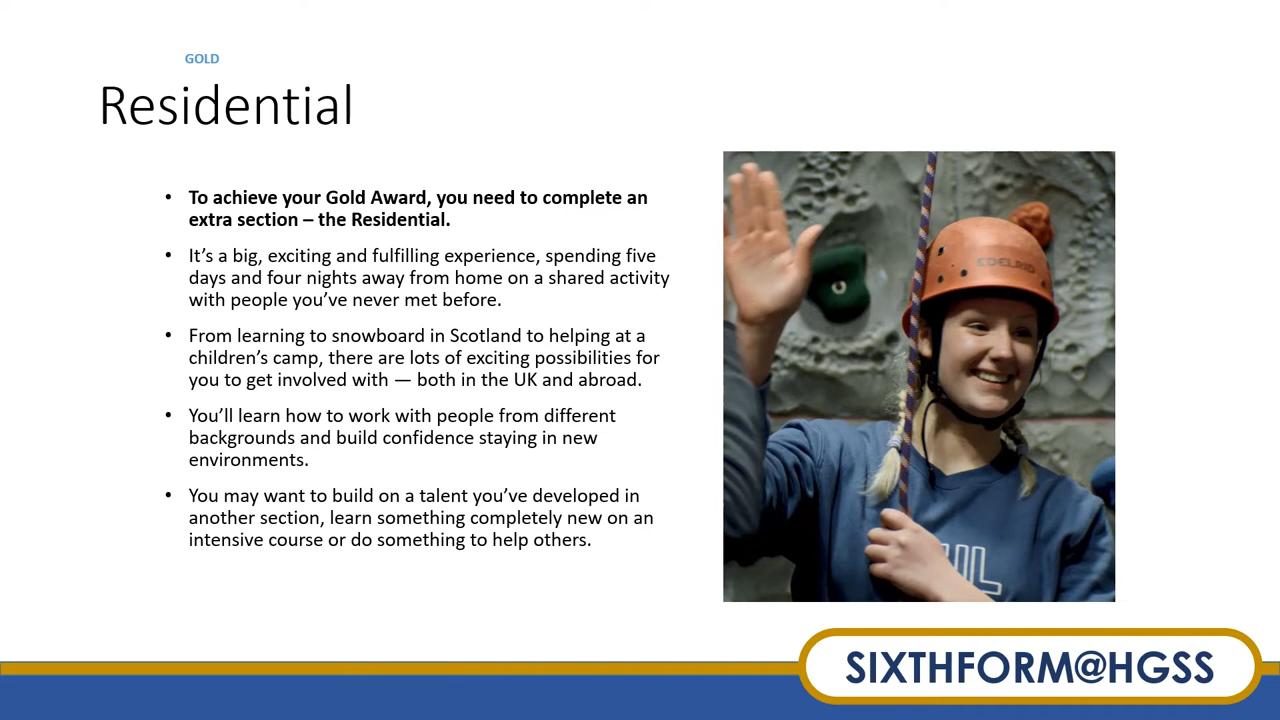 GOLD
Residential
• To achieve your Gold Award, you need to complete an
extra section – the Residential.
• It’s a big, exciting and fulfilling experience, spending five
days and four nights away from home on a shared activity
with people you’ve never met before.
• From learning to snowboard in Scotland to helping at a
children’s camp, there are lots of exciting possibilities for
you to get involved with — both in the UK and abroad.
• You’ll learn how to work with people from different
backgrounds and build confidence staying in new
environments.
• You may want to build on a talent you’ve developed in
another section, learn something completely new on an
intensive course or do something to help others.
EDELRID
SIXTHFORM@HGSS